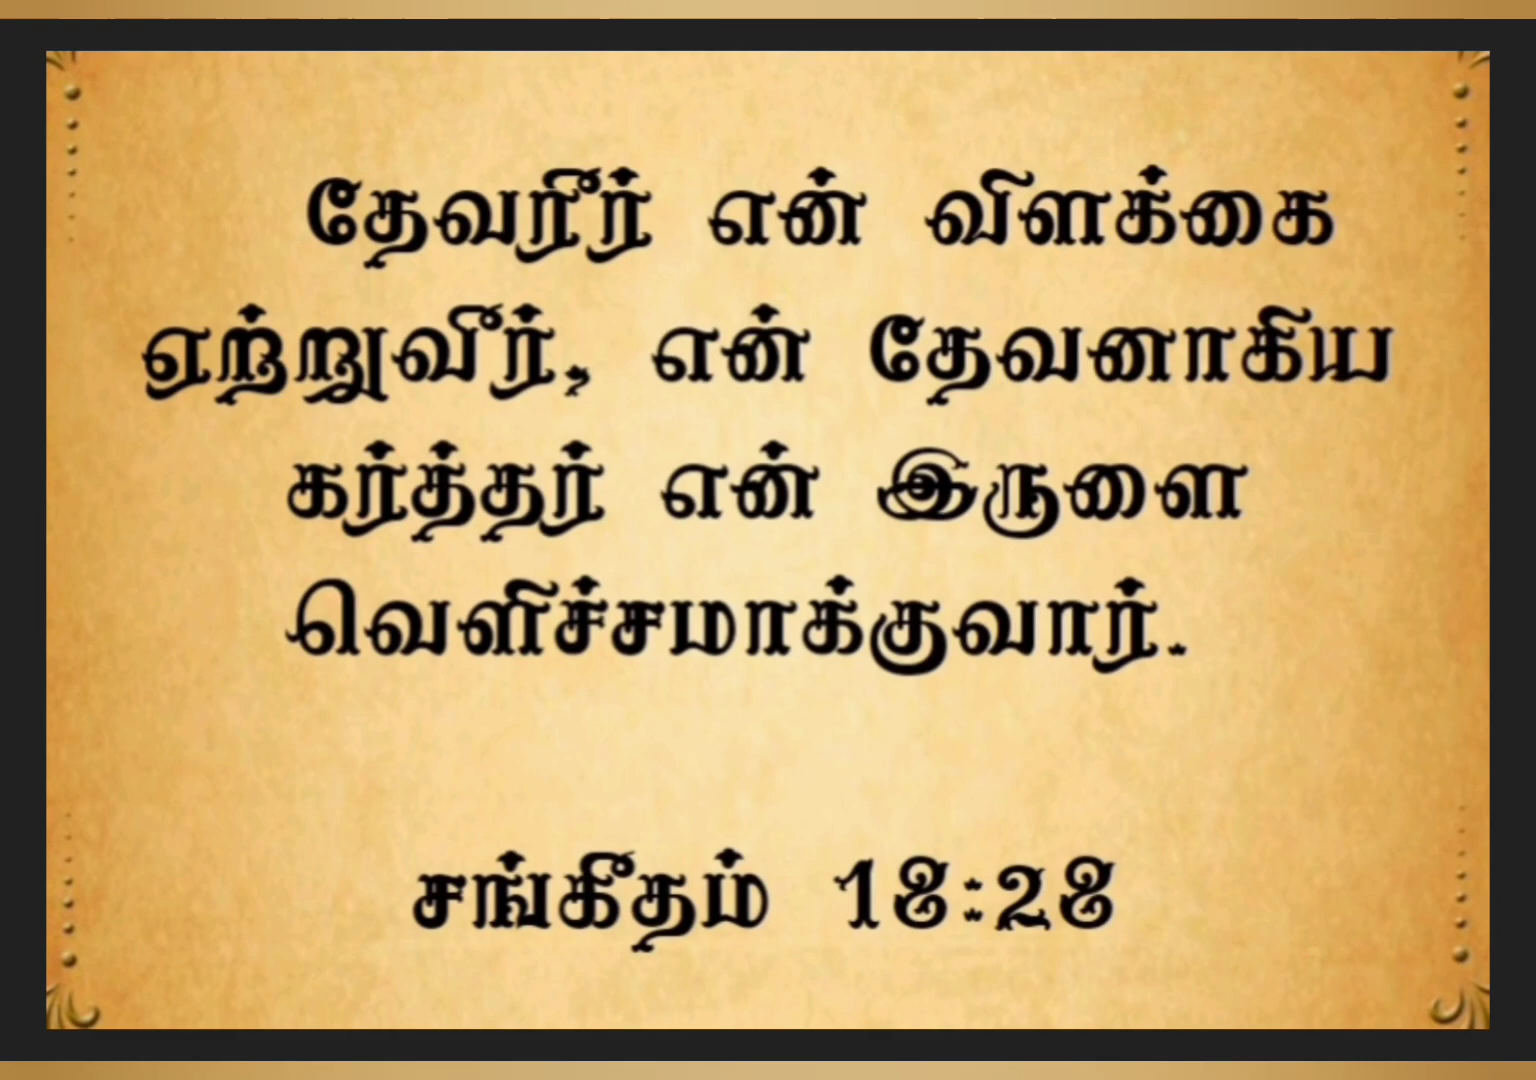 தேவரீர் என் விளக்கை
ஏற்றுவீர், என் தேவனாகிய
கர்த்தர் என் இருளை
வெளிச்சமாக்குவார்.
சங்கீதம் 18:28